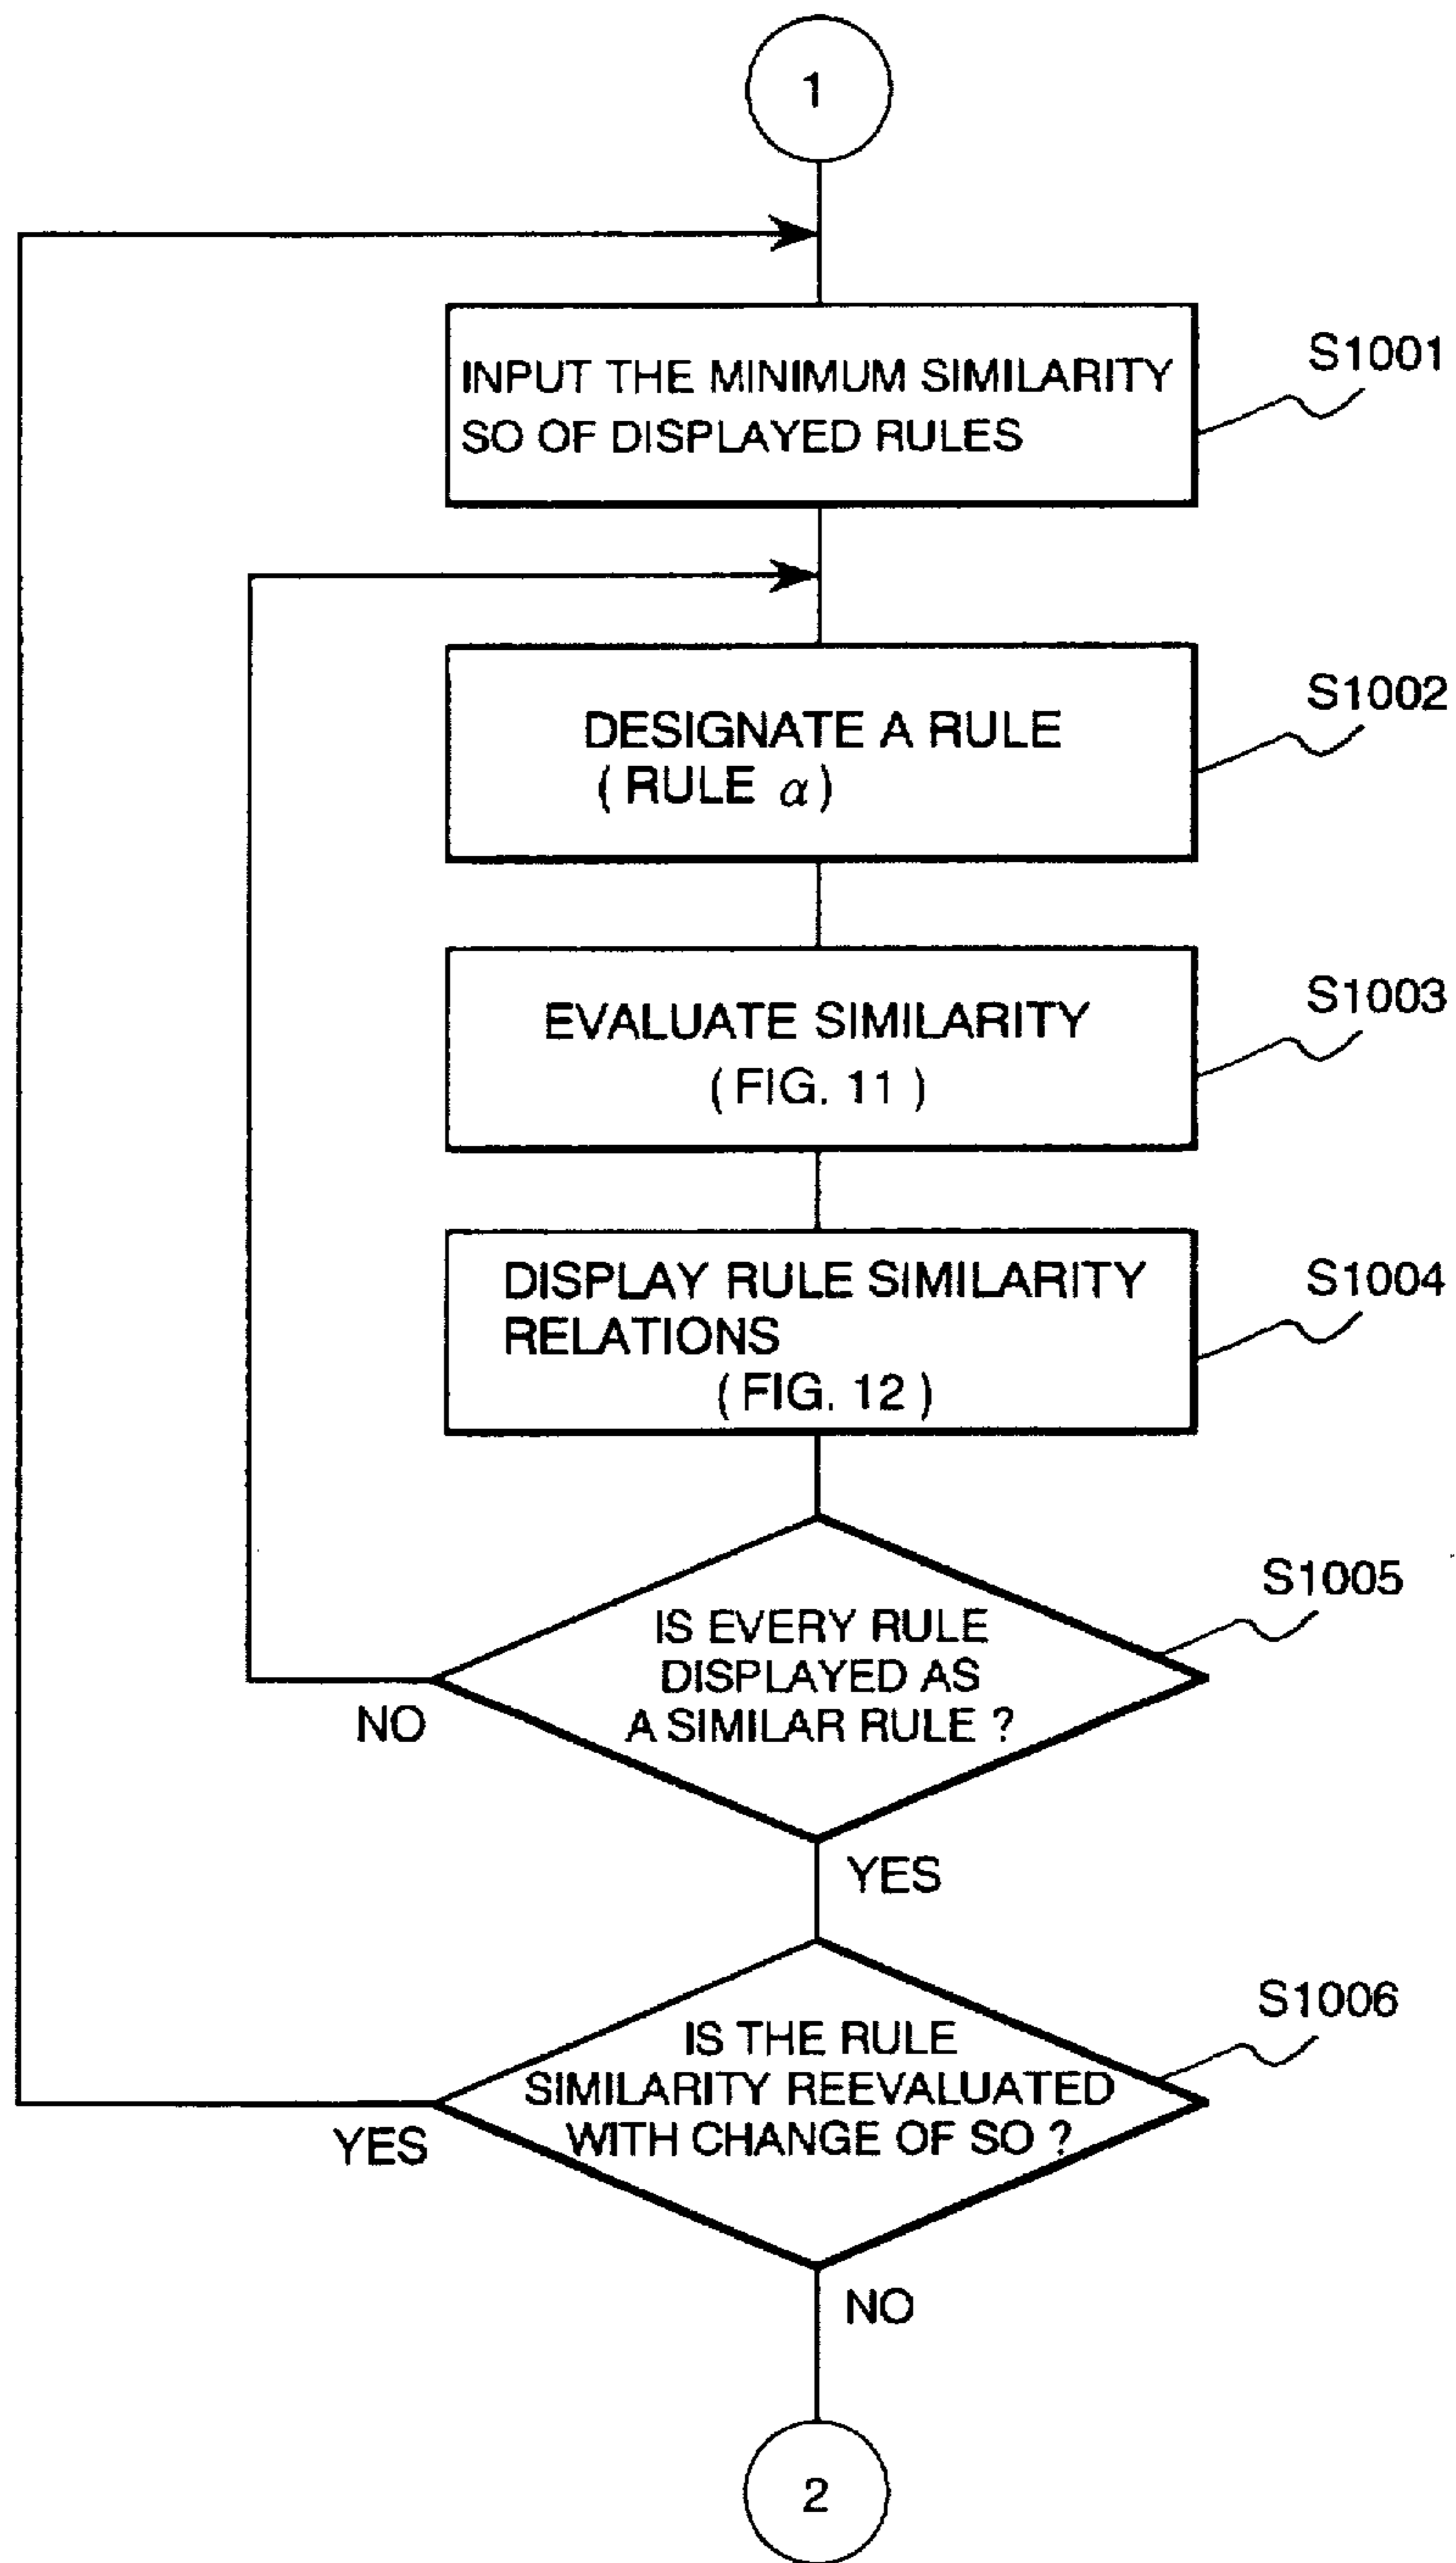 1
INPUT THE MINIMUM SIMILARITY
SO OF DISPLAYED RULES
S1001
DESIGNATE A RULE
( RULE α )
S1002
EVALUATE SIMILARITY
( FIG. 11 )
S1003
DISPLAY RULE SIMILARITY
RELATIONS
( FIG. 12 )
S1004
IS EVERY RULE
DISPLAYED AS
A SIMILAR RULE ?
S1005
NO
YES
IS THE RULE
SIMILARITY REEVALUATED
WITH CHANGE OF SO ?
S1006
YES
NO
2